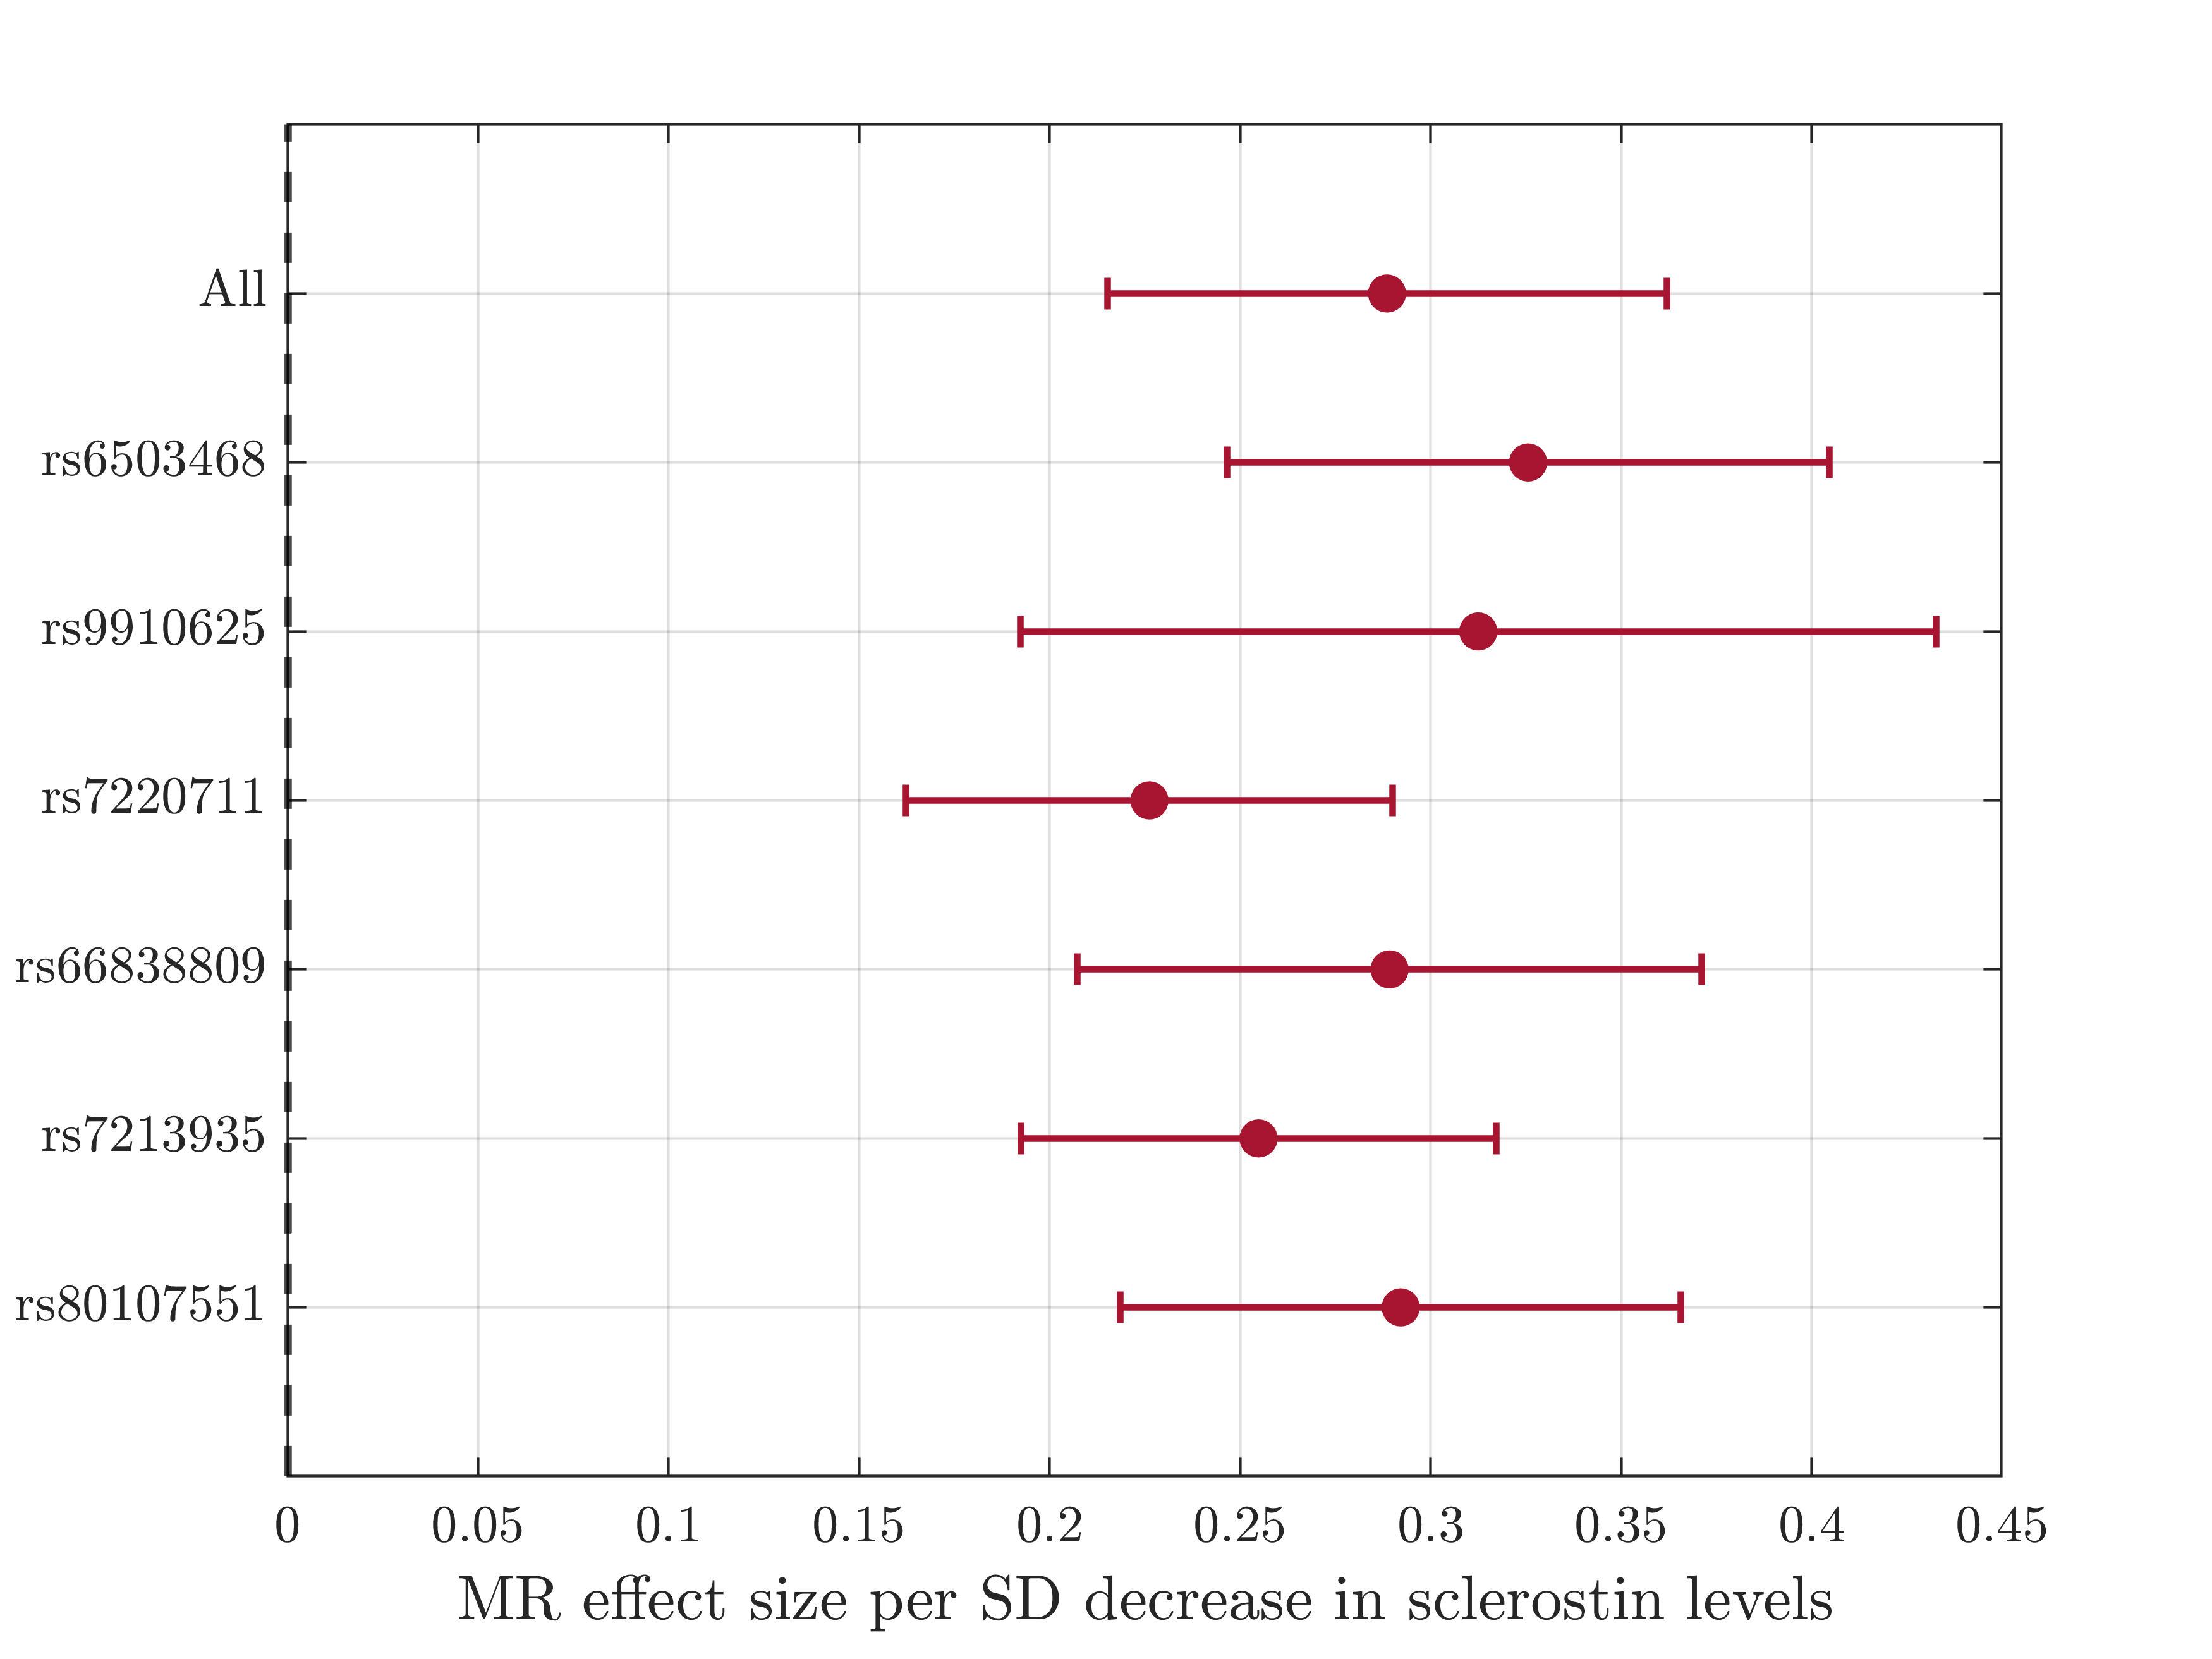 All
rs6503468
rs9910625
rs7220711
rs66838809
rs7213935
rs80107551
0 0.05 0.1 0.15 0.2 0.25 0.3 0.35 0.4 0.45
MR effect size per SD decrease in sclerostin levels